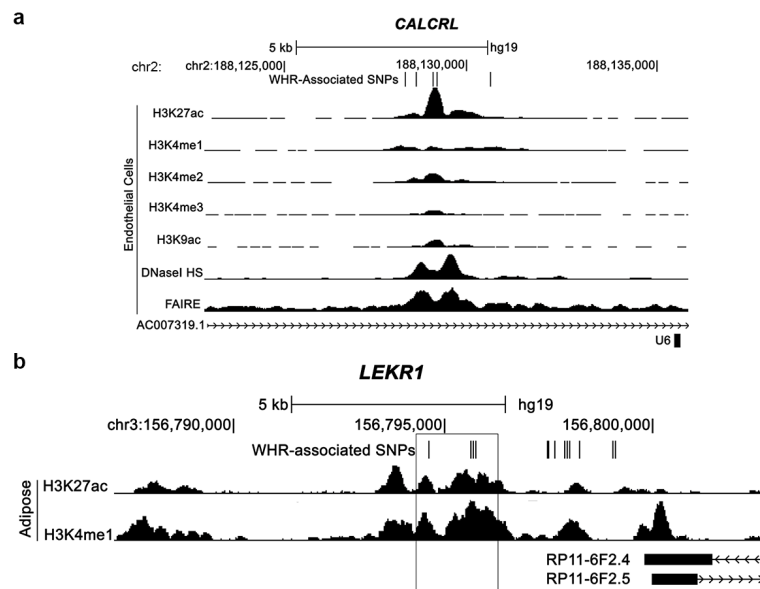 a
CALCRL
5 kb hg19
chr2: chr2:188,125,000 188,130,000 188,135,000
WHR-Associated SNPs
Endothelial Cells
H3K27ac
H3K4me1
H3K4me2
H3K4me3
H3K9ac
DNaseI HS
FAIRE
AC007319.1
U6
b
LEKR1
5 kb hg19
chr3:156,790,000 156,795,000 156,800,000
WHR-associated SNPs
Adipose
H3K27ac
H3K4me1
RP11-6F2.4
RP11-6F2.5